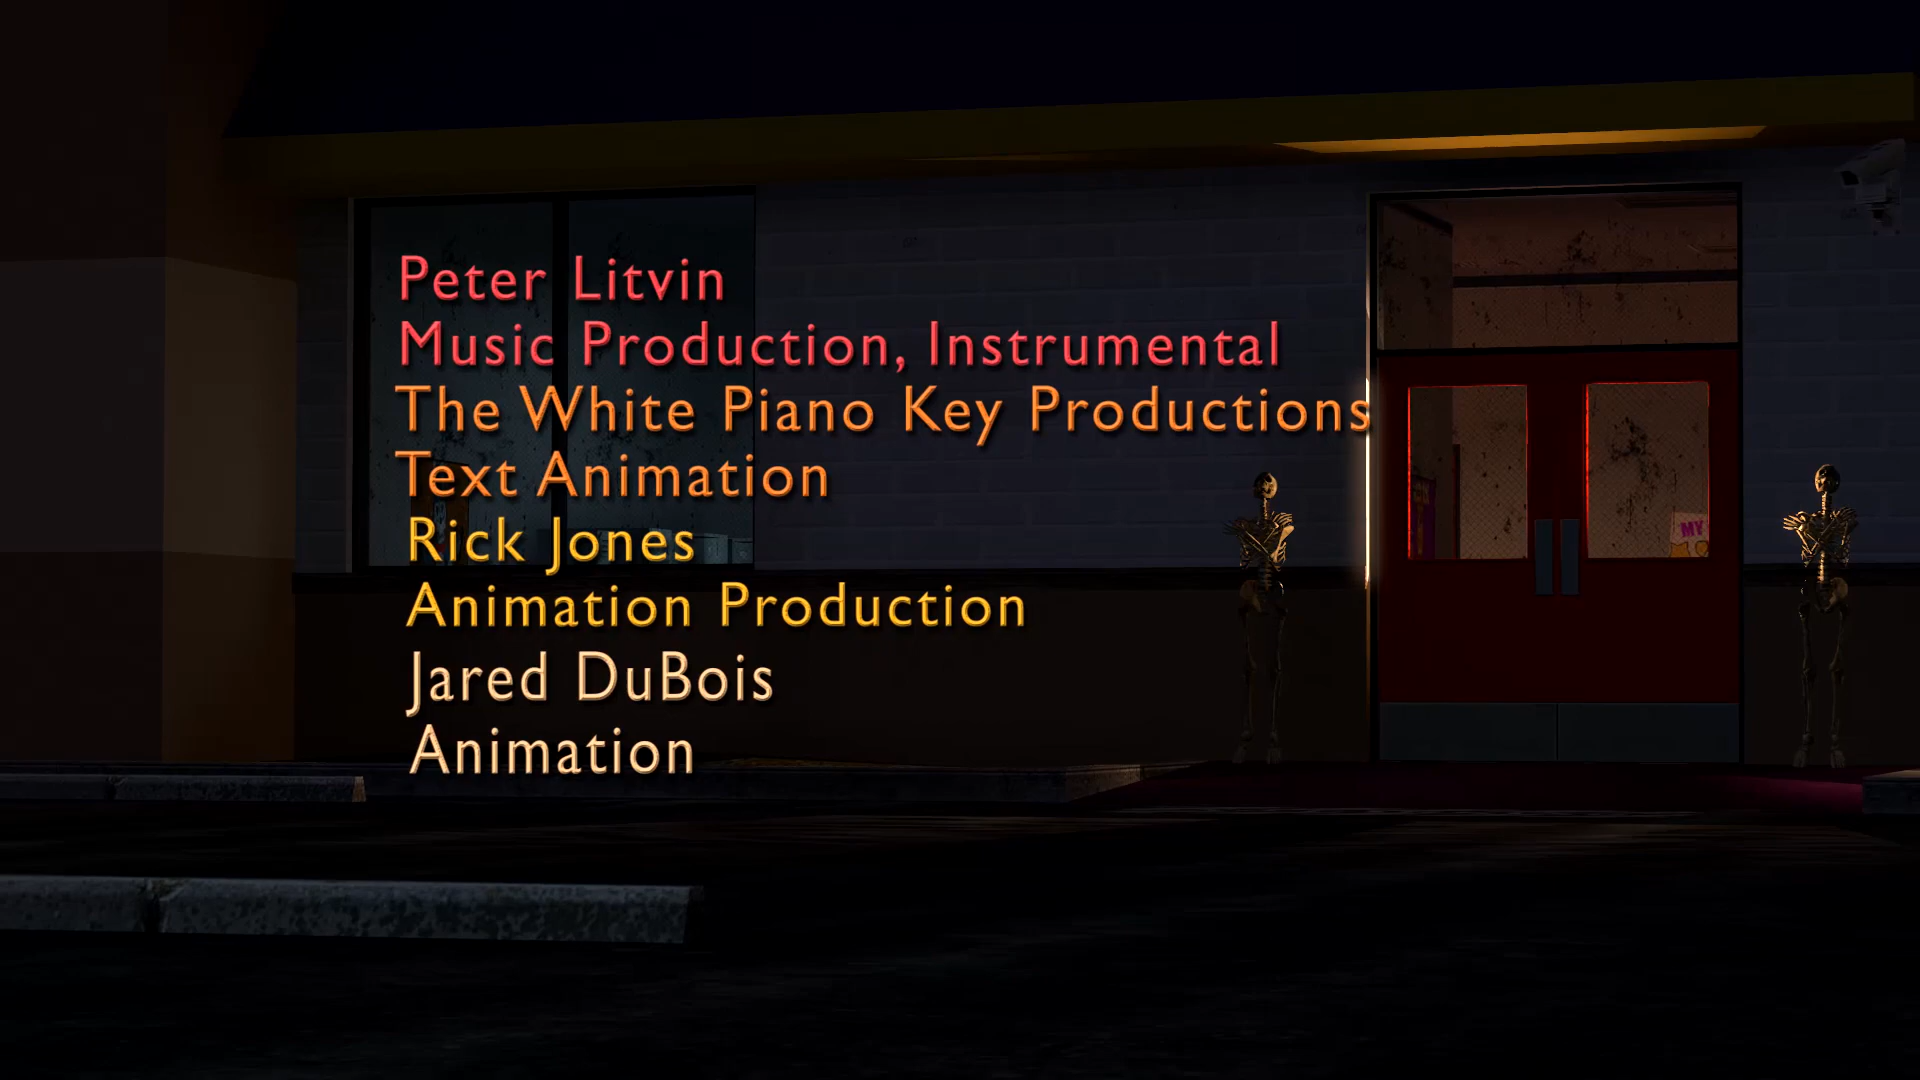 Peter Litvin
Music Production, Instrumental
The White Piano Key Productions
Text Animation
Rick Jones
Animation Production
Jared DuBois
Animation
MY